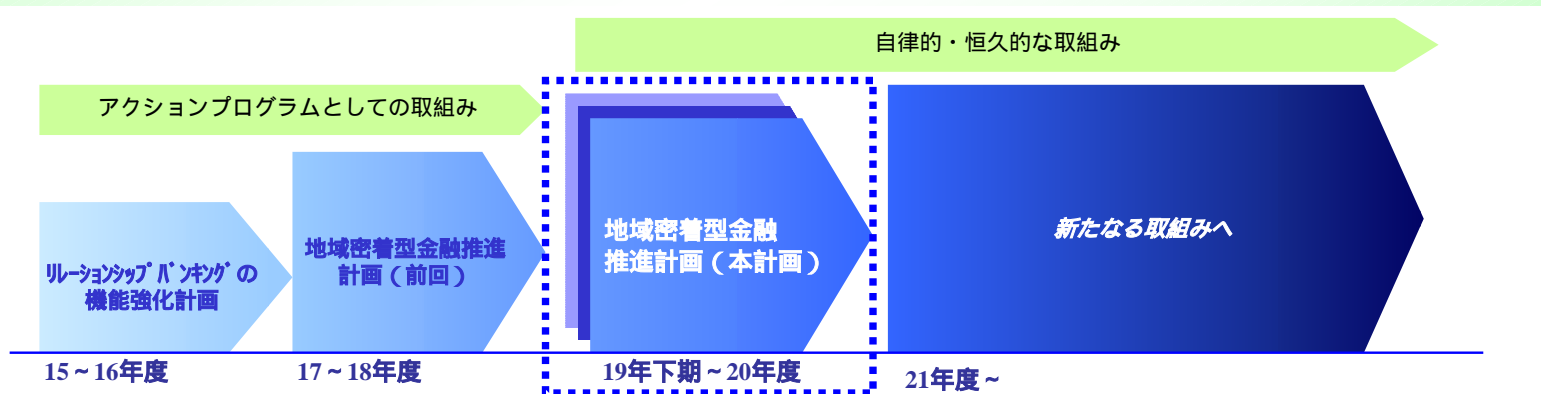 自律的・恒久的な取組み
アクションプログラムとしての取組み
リレーションシップバンキングの
機能強化計画
地域密着型金融推進
計画(前回)
地域密着型金融
推進計画(本計画)
新たなる取組みへ
15~16年度
17~18年度
19年下期~20年度
21年度~